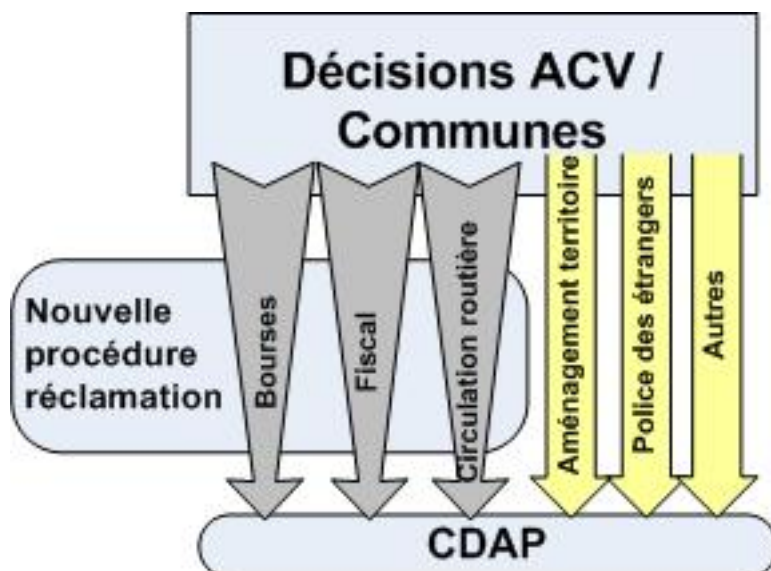 Décisions ACV /
Communes
Nouvelle
procédure
réclamation
Bourses
Fiscal
Circulation routière
Aménagement territoire
Police des étrangers
Autres
CDAP